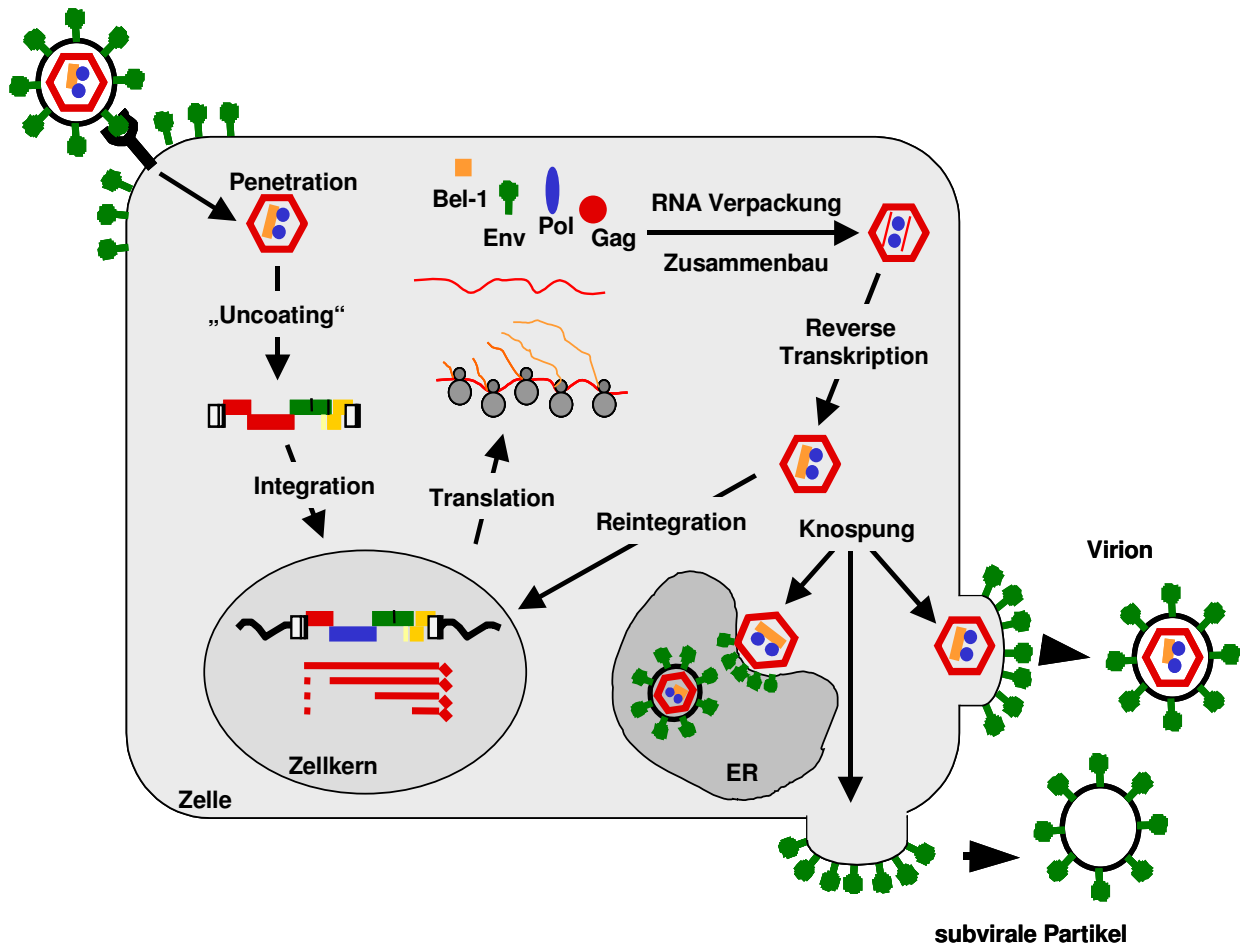 Penetration
Bel-1
Env
Pol
Gag
RNA Verpackung
Zusammenbau
„Uncoating“
Reverse
Transkription
Integration
Translation
Reintegration
Knospung
Virion
Zellkern
ER
Zelle
subvirale Partikel